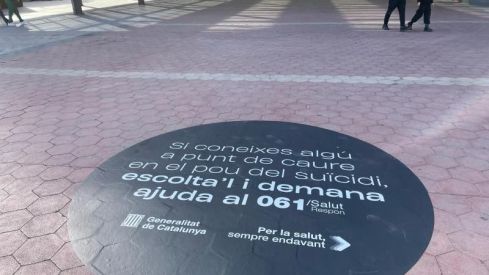 Si coneixes algú
a punt de caure
en el pou del suïcidi,
escolta'l i demana
ajuda al 061/Salut
Respon
Generalitat
de Catalunya
Per la salut,
sempre endavant